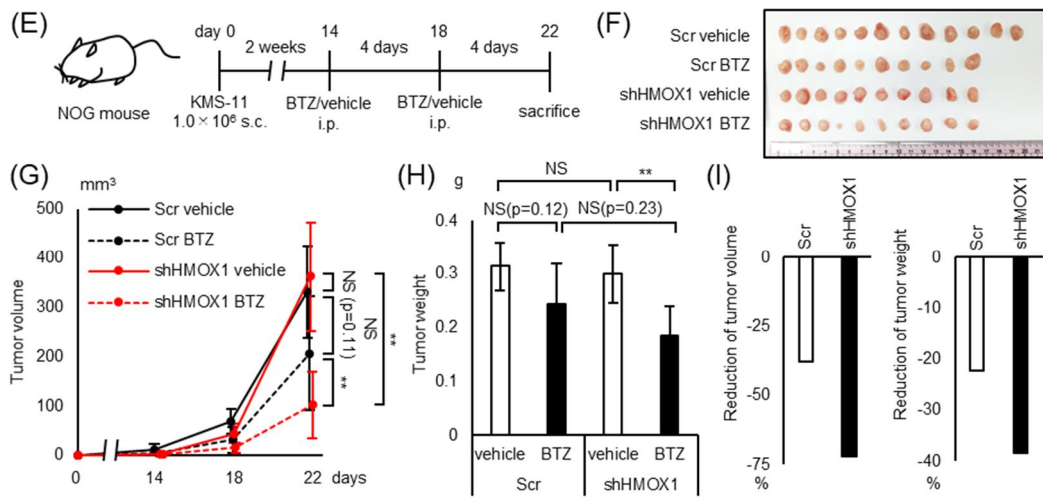 (E)
day 0 14 18 22
2 weeks 4 days 4 days
NOG mouse
KMS-11
1.0×10⁶ s.c.
BTZ/vehicle
i.p.
BTZ/vehicle
i.p.
sacrifice
(F)
Scr vehicle
Scr BTZ
shHMOX1 vehicle
shHMOX1 BTZ
(G)
mm³
Tumor volume
500
400
300
200
100
0
Scr vehicle
Scr BTZ
shHMOX1 vehicle
shHMOX1 BTZ
NS
NS
(p=0.11)
**
NS
**
0 14 18 22 days
(H)
g
Tumor weight
0.4
0.3
0.2
0.1
0
NS **
NS(p=0.12) NS(p=0.23)
vehicle BTZ vehicle BTZ
Scr shHMOX1
(I)
Reduction of tumor volume
Scr
shHMOX1
0
-25
-50
-75
%
Reduction of tumor weight
Scr
shHMOX1
0
-10
-20
-30
-40
%